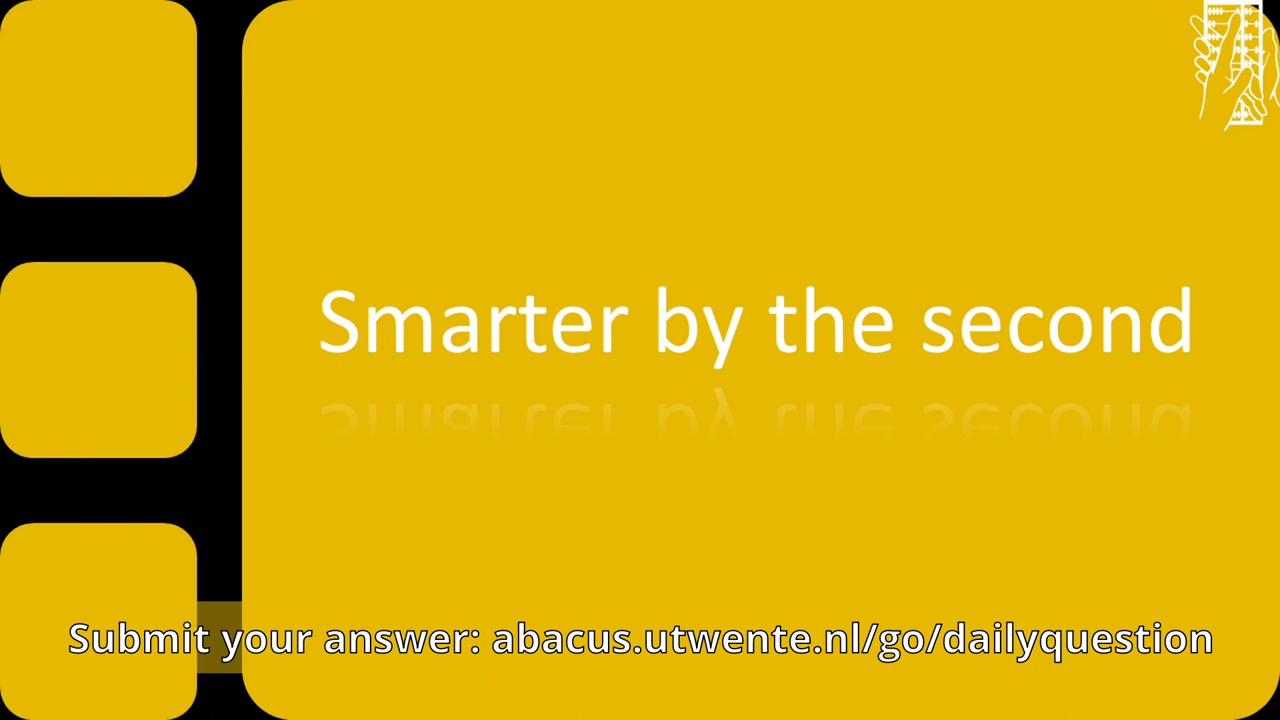 Smarter by the second
Submit your answer: abacus.utwente.nl/go/dailyquestion